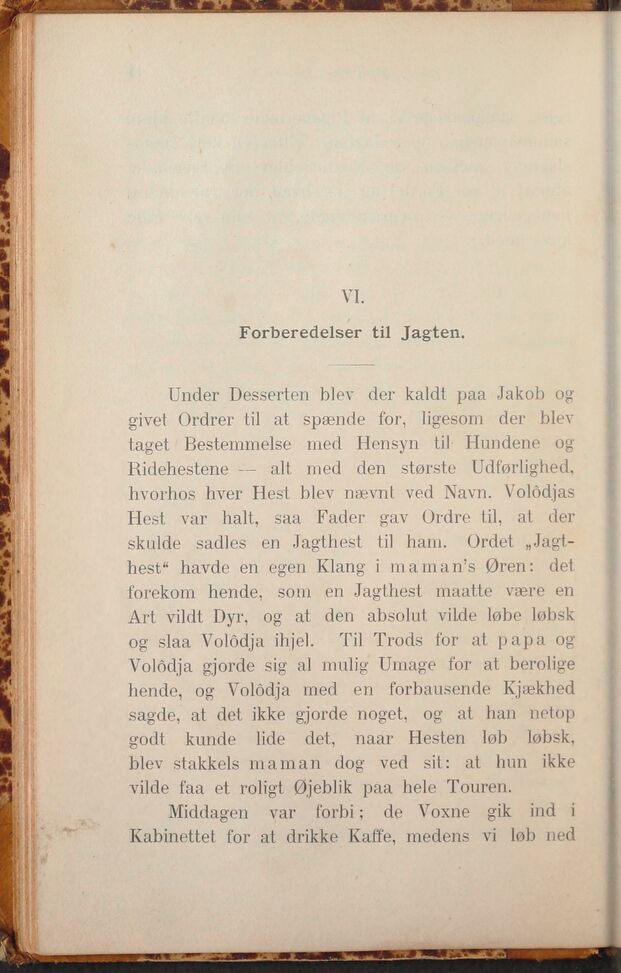 VI.
Forberedelser til Jagten.
Under Desserten blev der kaldt paa Jakob og
givet Ordrer til at spænde for, ligesom der blev
taget Bestemmelse med Hensyn til Hundene og
Ridehestene — alt med den største Udførlighed,
hvorhos hver Hest blev nævnt ved Navn. Volôdjas
Hest var halt, saa Fader gav Ordre til, at der
skulde sadles en Jagthest til ham. Ordet „Jagt-
hest“ havde en egen Klang i maman's Øren: det
forekom hende, som en Jagthest maatte være en
Art vildt Dyr, og at den absolut vilde løbe løbsk
og slaa Volôdja ihjel. Til Trods for at papa og
Volôdja gjorde sig al mulig Umage for at berolige
hende, og Volôdja med en forbausende Kjækhed
sagde, at det ikke gjorde noget, og at han netop
godt kunde lide det, naar Hesten løb løbsk,
blev stakkels maman dog ved sit: at hun ikke
vilde faa et roligt Øjeblik paa hele Touren.
Middagen var forbi; de Voxne gik ind i
Kabinettet for at drikke Kaffe, medens vi løb ned